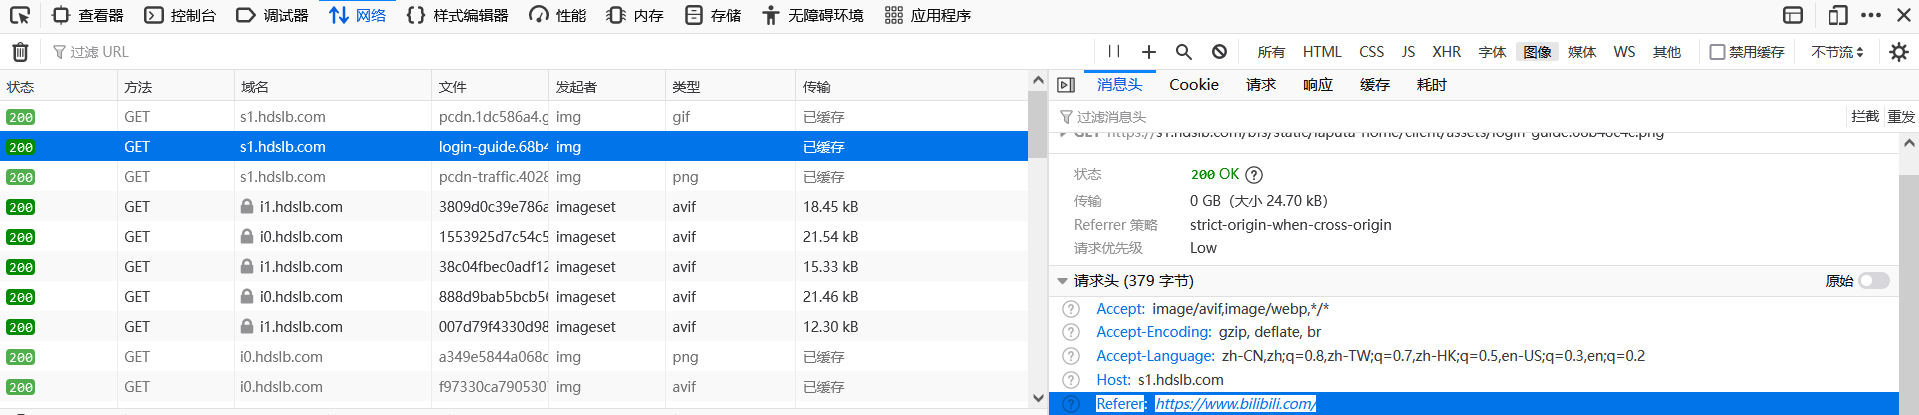 查看器 控制台 调试器 网络 样式编辑器 性能 内存 存储 无障碍环境 应用程序
过滤 URL 所有 HTML CSS JS XHR 字体 图像 媒体 WS 其他 禁用缓存 不节流
状态 方法 域名 文件 发起者 类型 传输
200 GET s1.hdslb.com pcdn.1dc586a4.g img gif 已缓存
200 GET s1.hdslb.com login-guide.68b4 img 已缓存
200 GET s1.hdslb.com pcdn-traffic.4028 img png 已缓存
200 GET i1.hdslb.com 3809d0c39e786a imageset avif 18.45 kB
200 GET i0.hdslb.com 1553925d7c54c5 imageset avif 21.54 kB
200 GET i1.hdslb.com 38c04fbec0adf12 imageset avif 15.33 kB
200 GET i0.hdslb.com 888d9bab5bcb56 imageset avif 21.46 kB
200 GET i1.hdslb.com 007d79f4330d98 imageset avif 12.30 kB
200 GET i0.hdslb.com a349e5844a068c img png 已缓存
200 GET i0.hdslb.com f97330ca790530 img avif 已缓存
消息头 Cookie 请求 响应 缓存 耗时
过滤消息头 拦截 重发
GET https://s1.hdslb.com/bfs/static/laputa-home/client/assets/login-guide.68b46c4c.png
状态 200 OK
传输 0 GB（大小 24.70 kB）
Referrer 策略 strict-origin-when-cross-origin
请求优先级 Low
请求头 (379 字节) 原始
Accept: image/avif,image/webp,*/*
Accept-Encoding: gzip, deflate, br
Accept-Language: zh-CN,zh;q=0.8,zh-TW;q=0.7,zh-HK;q=0.5,en-US;q=0.3,en;q=0.2
Host: s1.hdslb.com
Referer: https://www.bilibili.com/